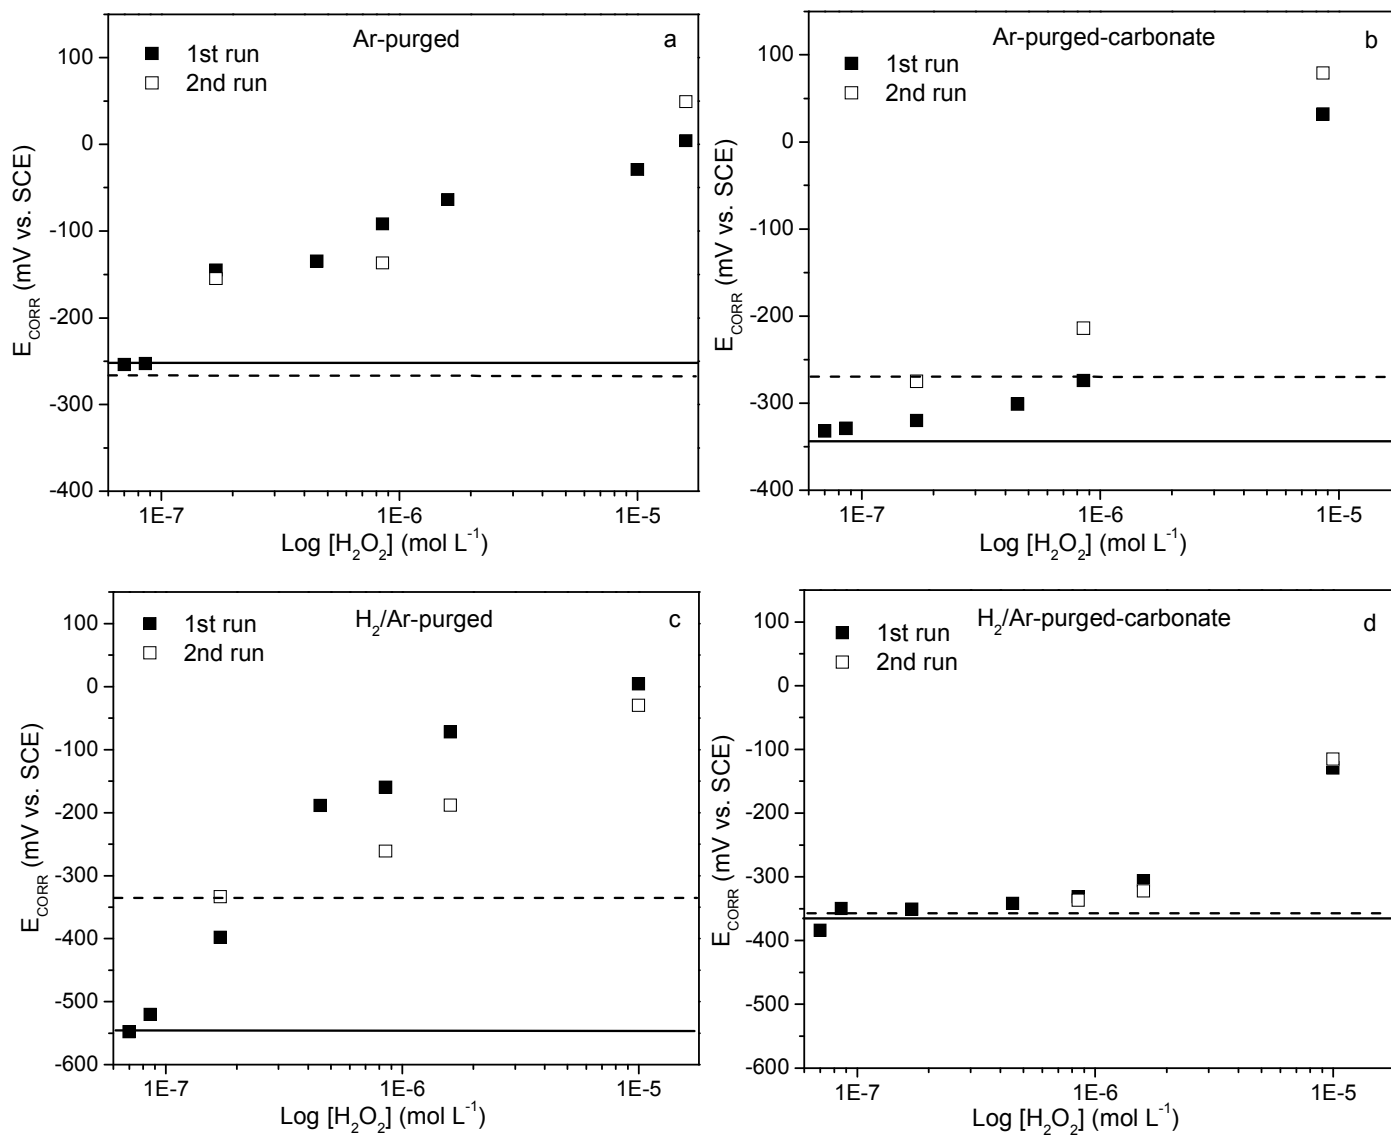 Ar-purged
a
1st run
2nd run
100
0
-100
-200
-300
-400
E_CORR (mV vs. SCE)
1E-7
1E-6
1E-5
Log [H₂O₂] (mol L⁻¹)
Ar-purged-carbonate
b
1st run
2nd run
100
0
-100
-200
-300
-400
E_CORR (mV vs. SCE)
1E-7
1E-6
1E-5
Log [H₂O₂] (mol L⁻¹)
H₂/Ar-purged
c
1st run
2nd run
100
0
-100
-200
-300
-400
-500
-600
E_CORR (mV vs. SCE)
1E-7
1E-6
1E-5
Log [H₂O₂] (mol L⁻¹)
H₂/Ar-purged-carbonate
d
1st run
2nd run
100
0
-100
-200
-300
-400
-500
-600
E_CORR (mV vs. SCE)
1E-7
1E-6
1E-5
Log [H₂O₂] (mol L⁻¹)